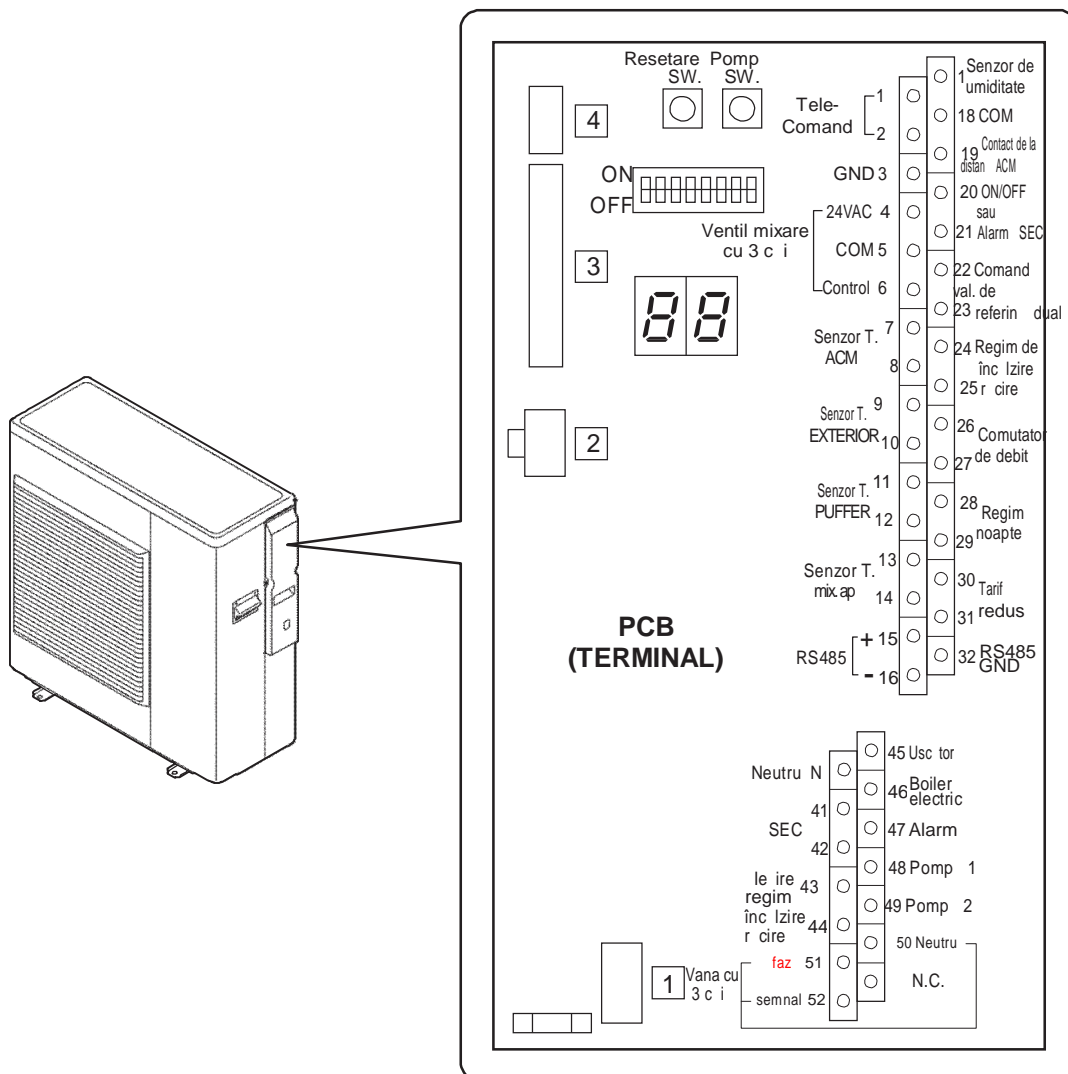 Resetare SW.
Pomp SW.
4
ON
OFF
3
88
2
PCB
(TERMINAL)
Tele-
Comand
1
2
GND 3
Ventil mixare
cu 3 c i
24VAC 4
COM 5
Control 6
Senzor T.
ACM
7
8
Senzor T.
EXTERIOR
9
10
Senzor T.
PUFFER
11
12
Senzor T.
mix.ap
13
14
RS485
+ 15
- 16
1 Senzor de
umiditate
18 COM
19 Contact de la
distan ACM
20 ON/OFF
sau
21 Alarm SEC
22 Comand
val. de
23 referin dual
24 Regim de
înc lzire
25 r cire
26 Comutator
de debit
27
28 Regim
noapte
29
30 Tarif
redus
31
32 RS485
GND
Neutru N
SEC
41
42
Ie ire
regim
înc lzire
r cire
43
44
1
Vana cu
3 c i
faz 51
semnal 52
45 Usc tor
46 Boiler
electric
47 Alarm
48 Pomp 1
49 Pomp 2
50 Neutru
N.C.